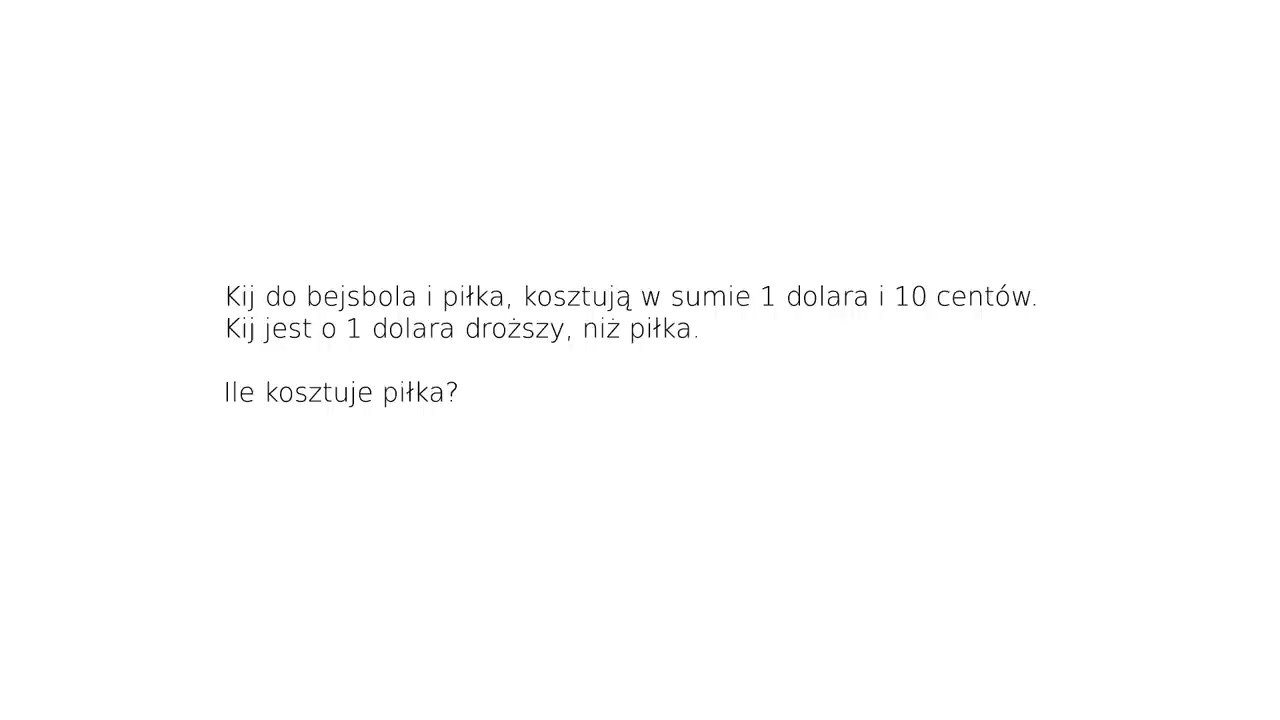 Kij do bejsbola i piłka, kosztują w sumie 1 dolara i 10 centów.
Kij jest o 1 dolara droższy, niż piłka.
Ile kosztuje piłka?